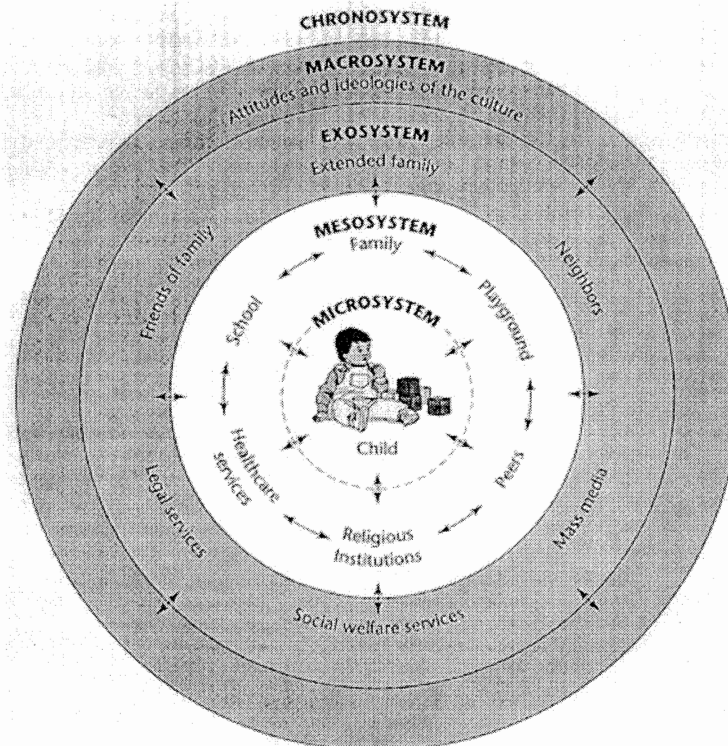 CHRONOSYSTEM
MACROSYSTEM
Attitudes and ideologies of the culture
EXOSYSTEM
Extended family
Friends of family
Neighbors
MESOSYSTEM
Family
School
Playground
MICROSYSTEM
Child
Healthcare
services
Peers
Religious
Institutions
Legal services
Mass media
Social welfare services